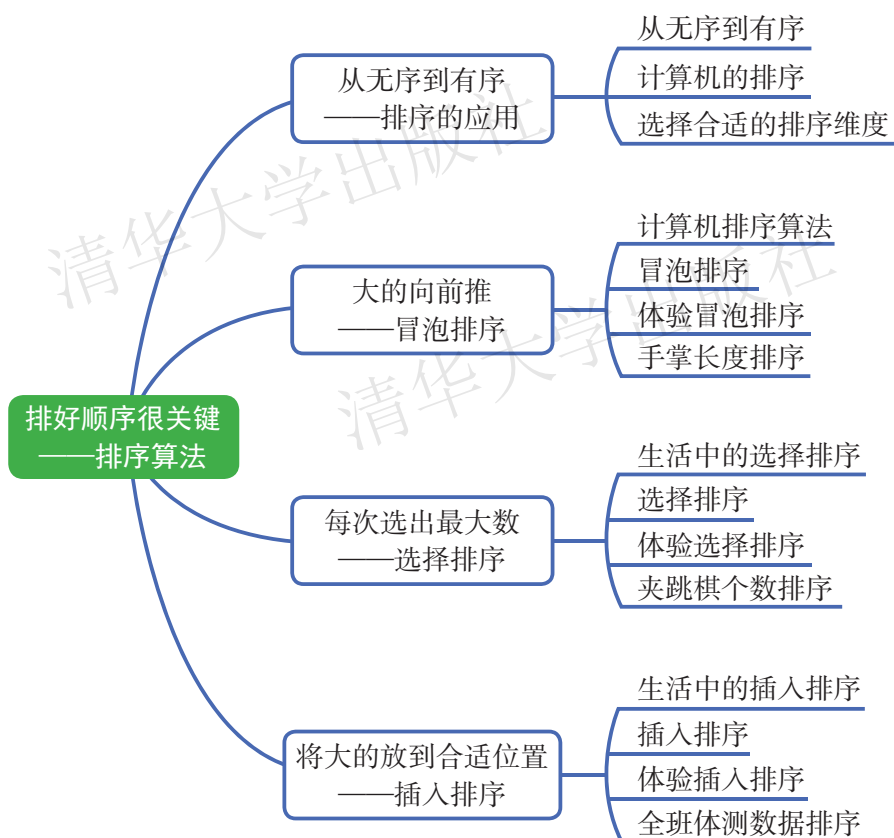 从无序到有序
——排序的应用
从无序到有序
计算机的排序
选择合适的排序维度
大的向前推
——冒泡排序
计算机排序算法
冒泡排序
体验冒泡排序
手掌长度排序
排好顺序很关键
——排序算法
每次选出最大数
——选择排序
生活中的选择排序
选择排序
体验选择排序
夹跳棋个数排序
将大的放到合适位置
——插入排序
生活中的插入排序
插入排序
体验插入排序
全班体测数据排序
清华大学出版社
清华大学出版社